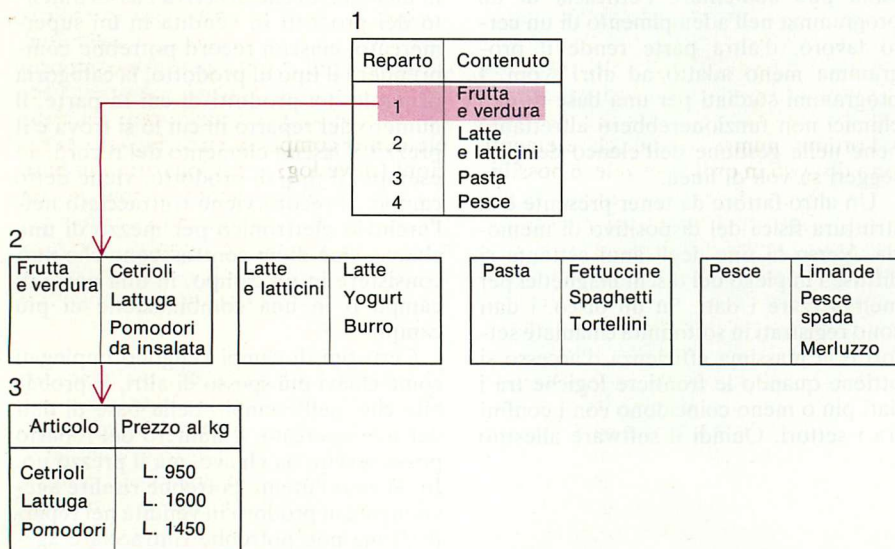 1
Reparto Contenuto
1 Frutta
e verdura
2 Latte
e latticini
3 Pasta
4 Pesce
2
Frutta
e verdura
Cetrioli
Lattuga
Pomodori
da insalata
Latte
e latticini
Latte
Yogurt
Burro
Pasta
Fettuccine
Spaghetti
Tortellini
Pesce
Limande
Pesce
spada
Merluzzo
3
Articolo Prezzo al kg
Cetrioli L. 950
Lattuga L. 1600
Pomodori L. 1450